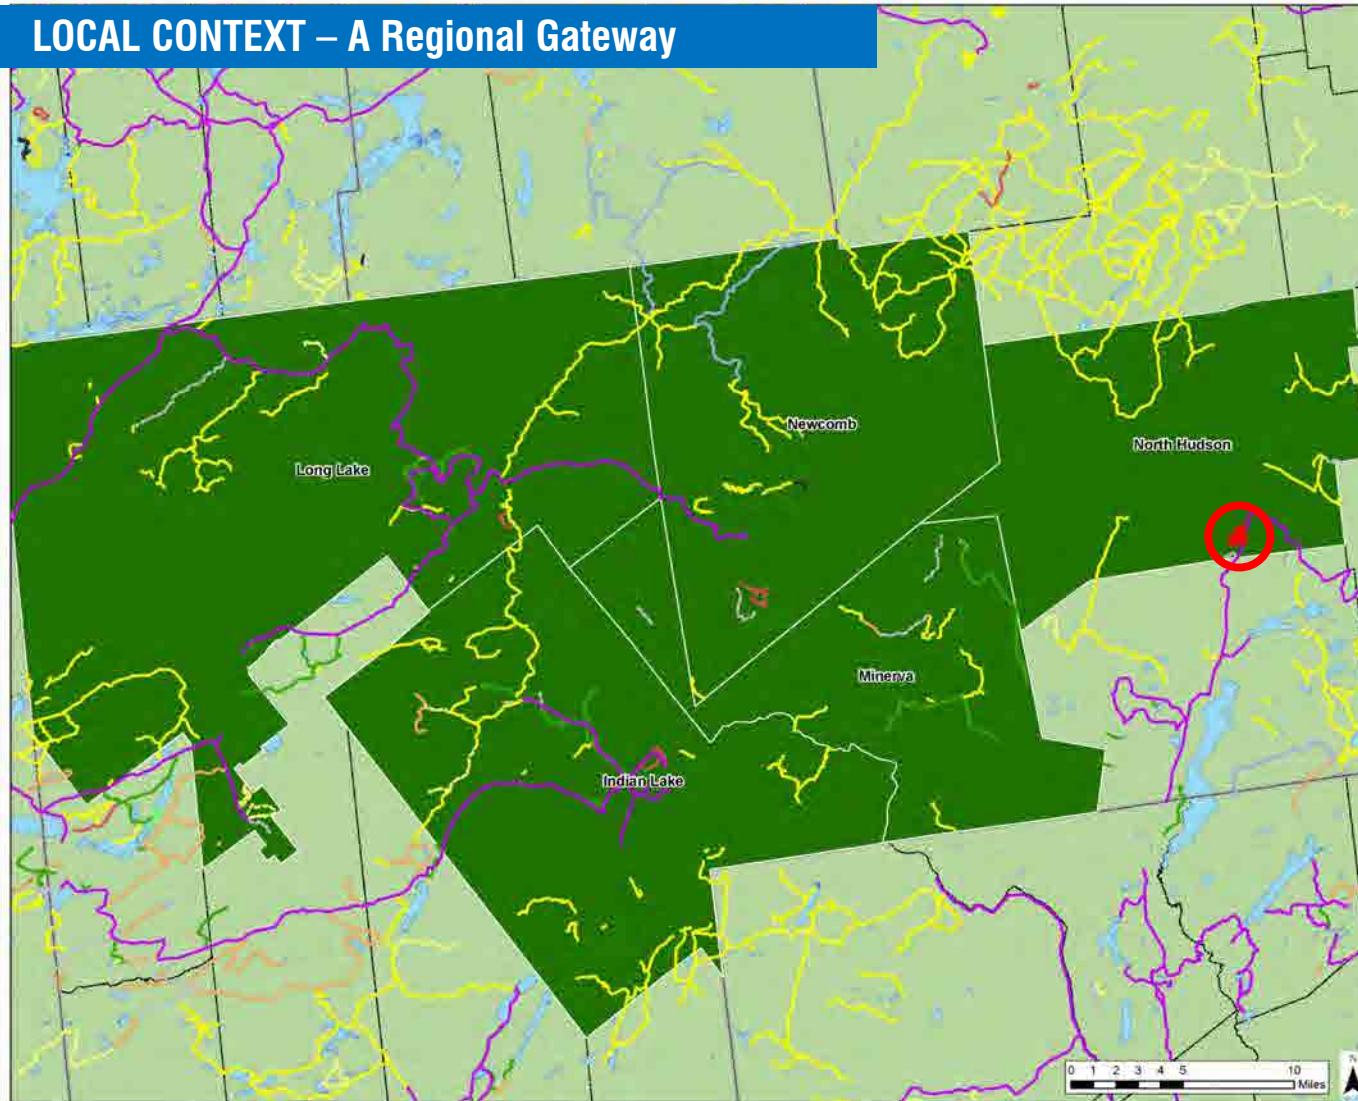 LOCAL CONTEXT – A Regional Gateway
Newcomb
North Hudson
Long Lake
Minerva
Indian Lake
0 1 2 3 4 5 10
Miles
N